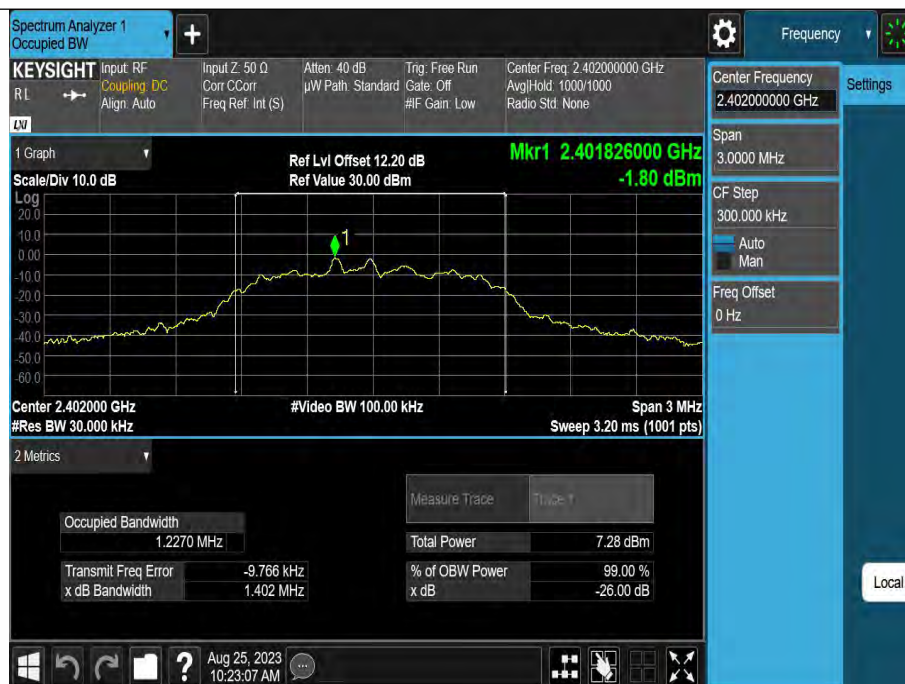 Spectrum Analyzer 1
Occupied BW
+
Frequency
KEYSIGHT
R L
LXI
Input: RF
Coupling: DC
Align: Auto
Input Z: 50 Ω
Corr CCorr
Freq Ref: Int (S)
Atten: 40 dB
µW Path: Standard
Trig: Free Run
Gate: Off
#IF Gain: Low
Center Freq: 2.402000000 GHz
Avg|Hold: 1000/1000
Radio Std: None
Center Frequency
2.402000000 GHz
Settings
Span
3.0000 MHz
CF Step
300.000 kHz
Auto
Man
Freq Offset
0 Hz
Local
1 Graph
Scale/Div 10.0 dB
Ref Lvl Offset 12.20 dB
Ref Value 30.00 dBm
Mkr1 2.401826000 GHz
-1.80 dBm
Log
20.0
10.0
0.00
-10.0
-20.0
-30.0
-40.0
-50.0
-60.0
1
Center 2.402000 GHz
#Video BW 100.00 kHz
Span 3 MHz
#Res BW 30.000 kHz
Sweep 3.20 ms (1001 pts)
2 Metrics
Measure Trace
Trace 1
Occupied Bandwidth
1.2270 MHz
Total Power
7.28 dBm
Transmit Freq Error
-9.766 kHz
% of OBW Power
99.00 %
x dB Bandwidth
1.402 MHz
x dB
-26.00 dB
?
Aug 25, 2023
10:23:07 AM